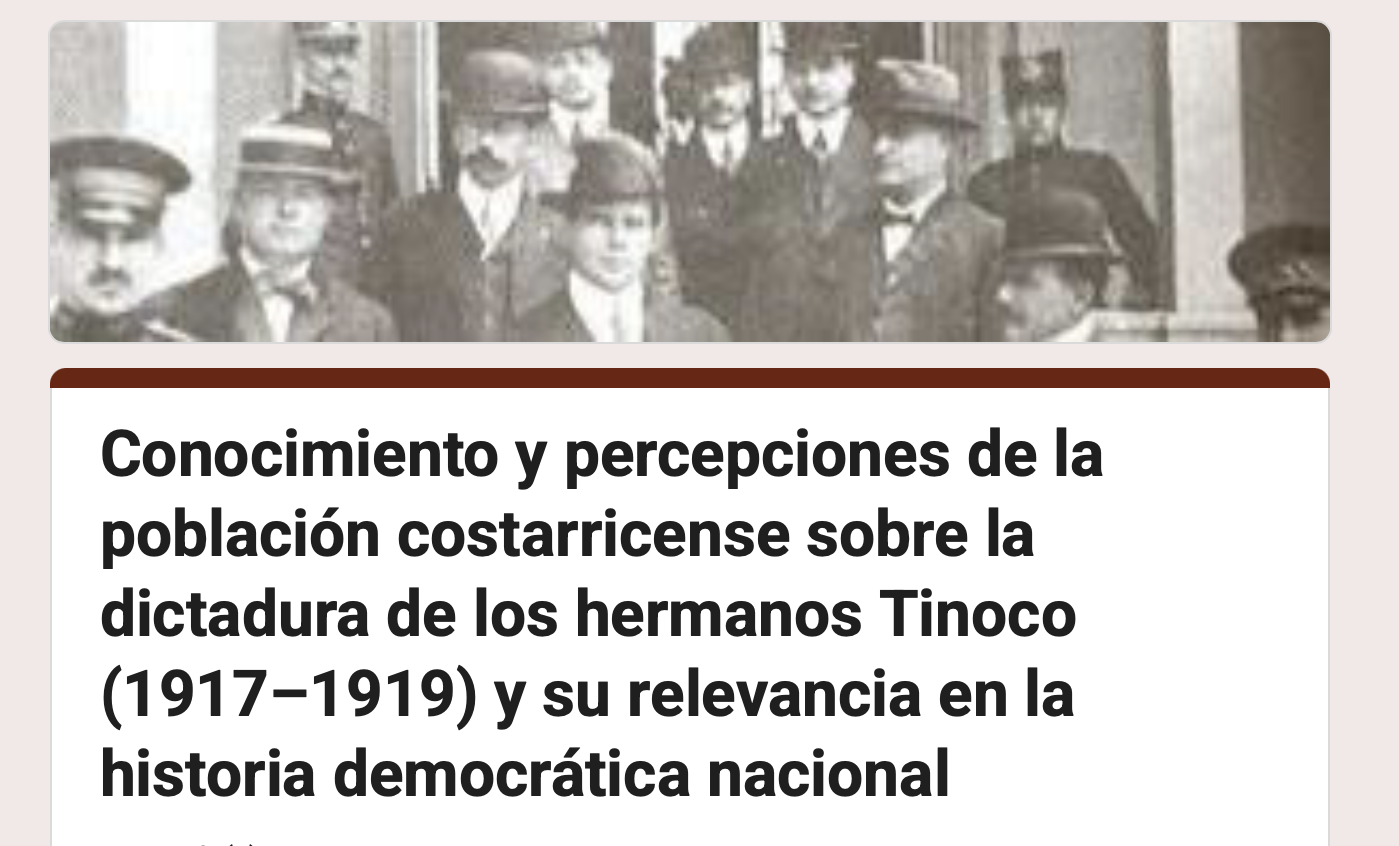 Conocimiento y percepciones de la
población costarricense sobre la
dictadura de los hermanos Tinoco
(1917–1919) y su relevancia en la
historia democrática nacional